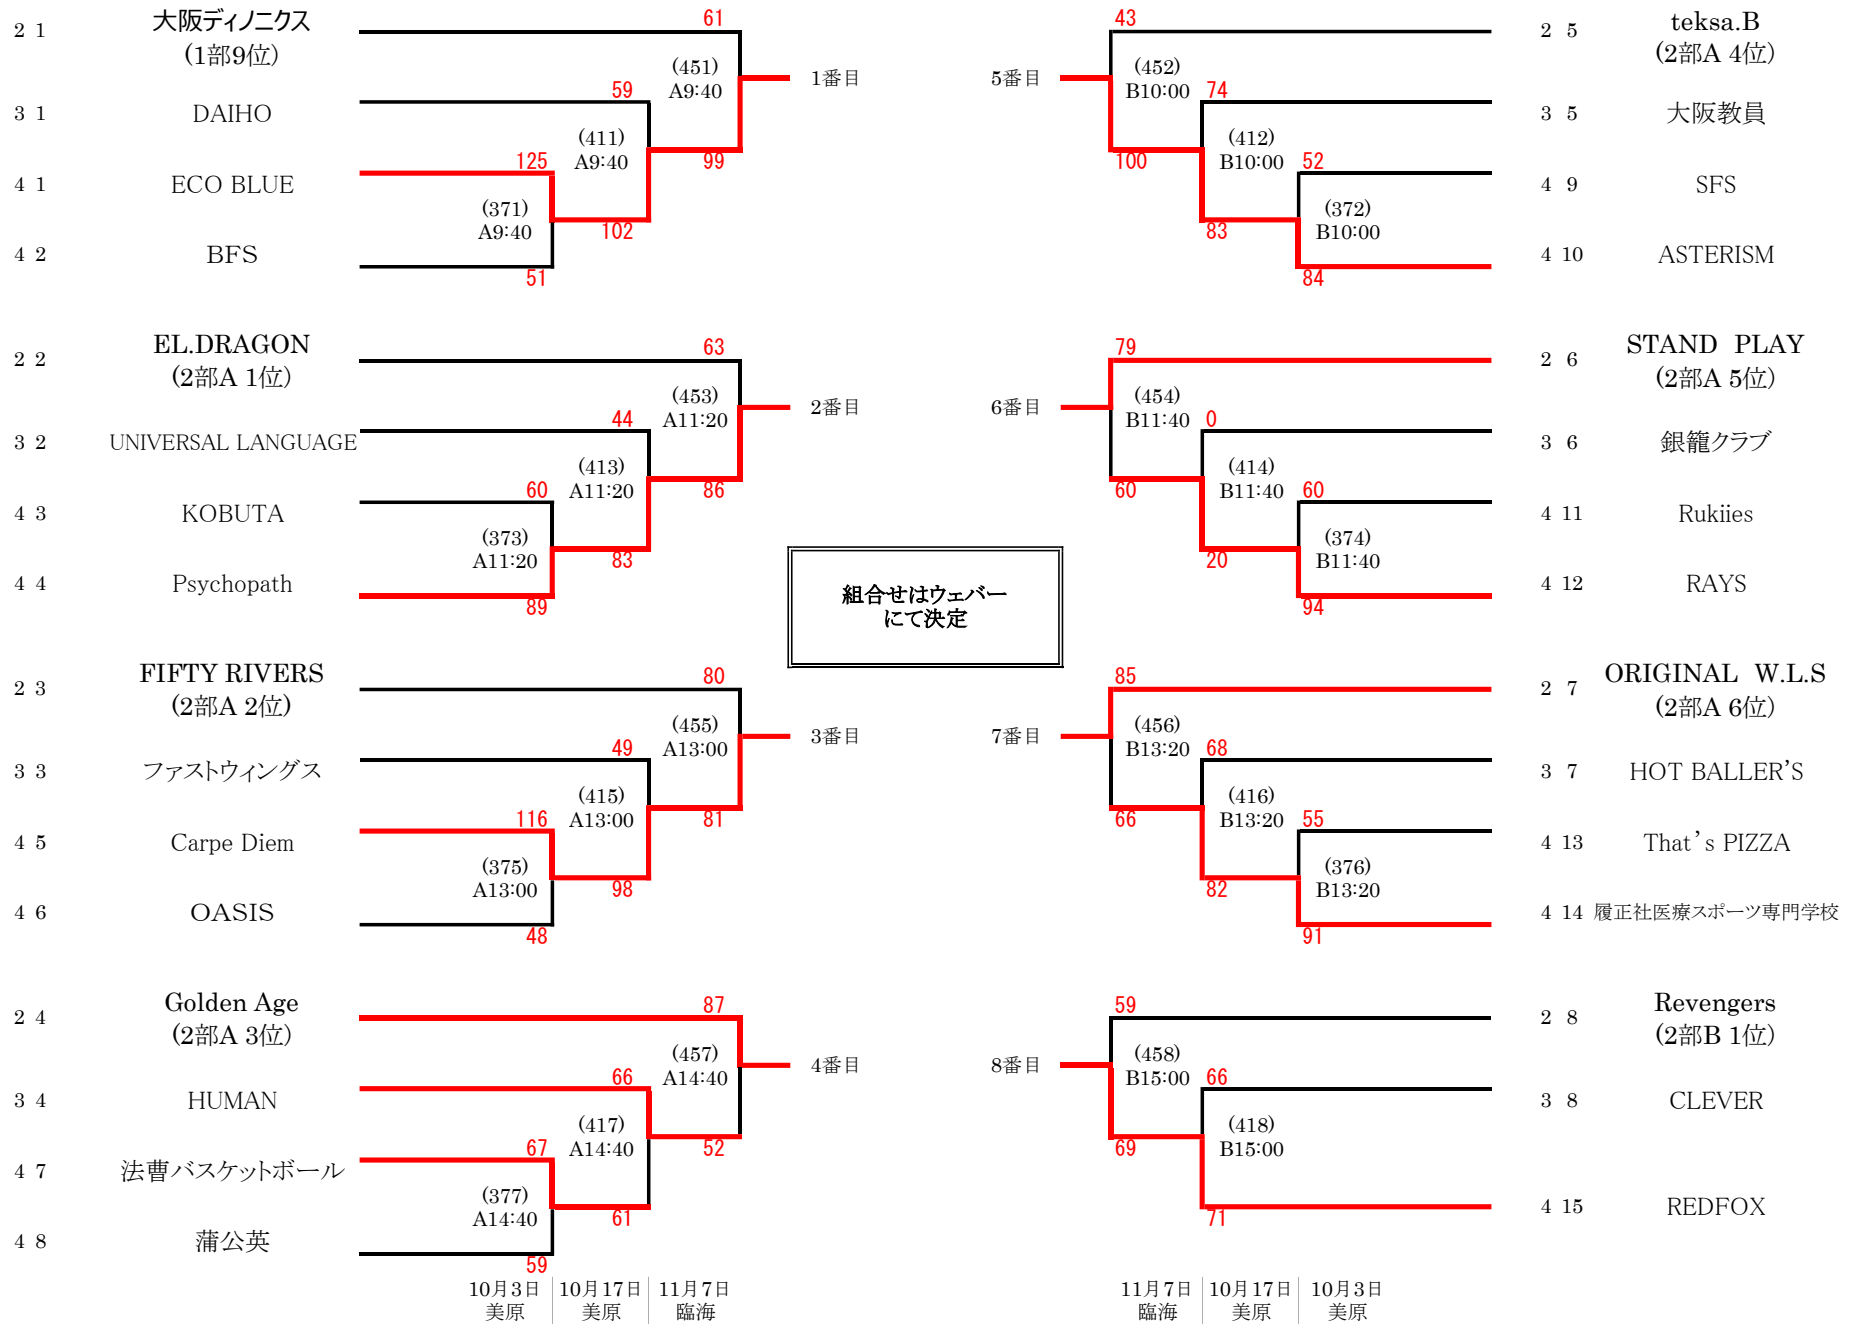 2 1 大阪ディノニクス 61
(1部9位)
(451)
A9:40
1番目
3 1 DAIHO 59
(411)
A9:40
99
4 1 ECO BLUE 125
(371)
A9:40
102
4 2 BFS
51
2 2 EL.DRAGON 63
(2部A 1位)
(453)
A11:20
2番目
3 2 UNIVERSAL LANGUAGE 44
(413)
A11:20
86
4 3 KOBUTA 60
(373)
A11:20
83
4 4 Psychopath
89
2 3 FIFTY RIVERS 80
(2部A 2位)
(455)
A13:00
3番目
3 3 ファストウィングス 49
(415)
A13:00
81
4 5 Carpe Diem 116
(375)
A13:00
98
4 6 OASIS
48
2 4 Golden Age 87
(2部A 3位)
(457)
A14:40
4番目
3 4 HUMAN 66
(417)
A14:40
52
4 7 法曹バスケットボール 67
(377)
A14:40
61
4 8 蒲公英
59
10月3日 10月17日 11月7日
美原 美原 臨海
組合せはウェバー
にて決定
43 2 5 teksa.B
(2部A 4位)
5番目
(452)
B10:00
74 3 5 大阪教員
(412)
B10:00
100
52 4 9 SFS
(372)
B10:00
83
4 10 ASTERISM
84
79 2 6 STAND PLAY
(2部A 5位)
6番目
(454)
B11:40
0 3 6 銀籠クラブ
(414)
B11:40
60
60 4 11 Rukiies
(374)
B11:40
20
4 12 RAYS
94
85 2 7 ORIGINAL W.L.S
(2部A 6位)
7番目
(456)
B13:20
68 3 7 HOT BALLER’S
(416)
B13:20
66
55 4 13 That’s PIZZA
(376)
B13:20
82
4 14 履正社医療スポーツ専門学校
91
59 2 8 Revengers
(2部B 1位)
8番目
(458)
B15:00
66 3 8 CLEVER
(418)
B15:00
69
4 15 REDFOX
71
11月7日 10月17日 10月3日
臨海 美原 美原